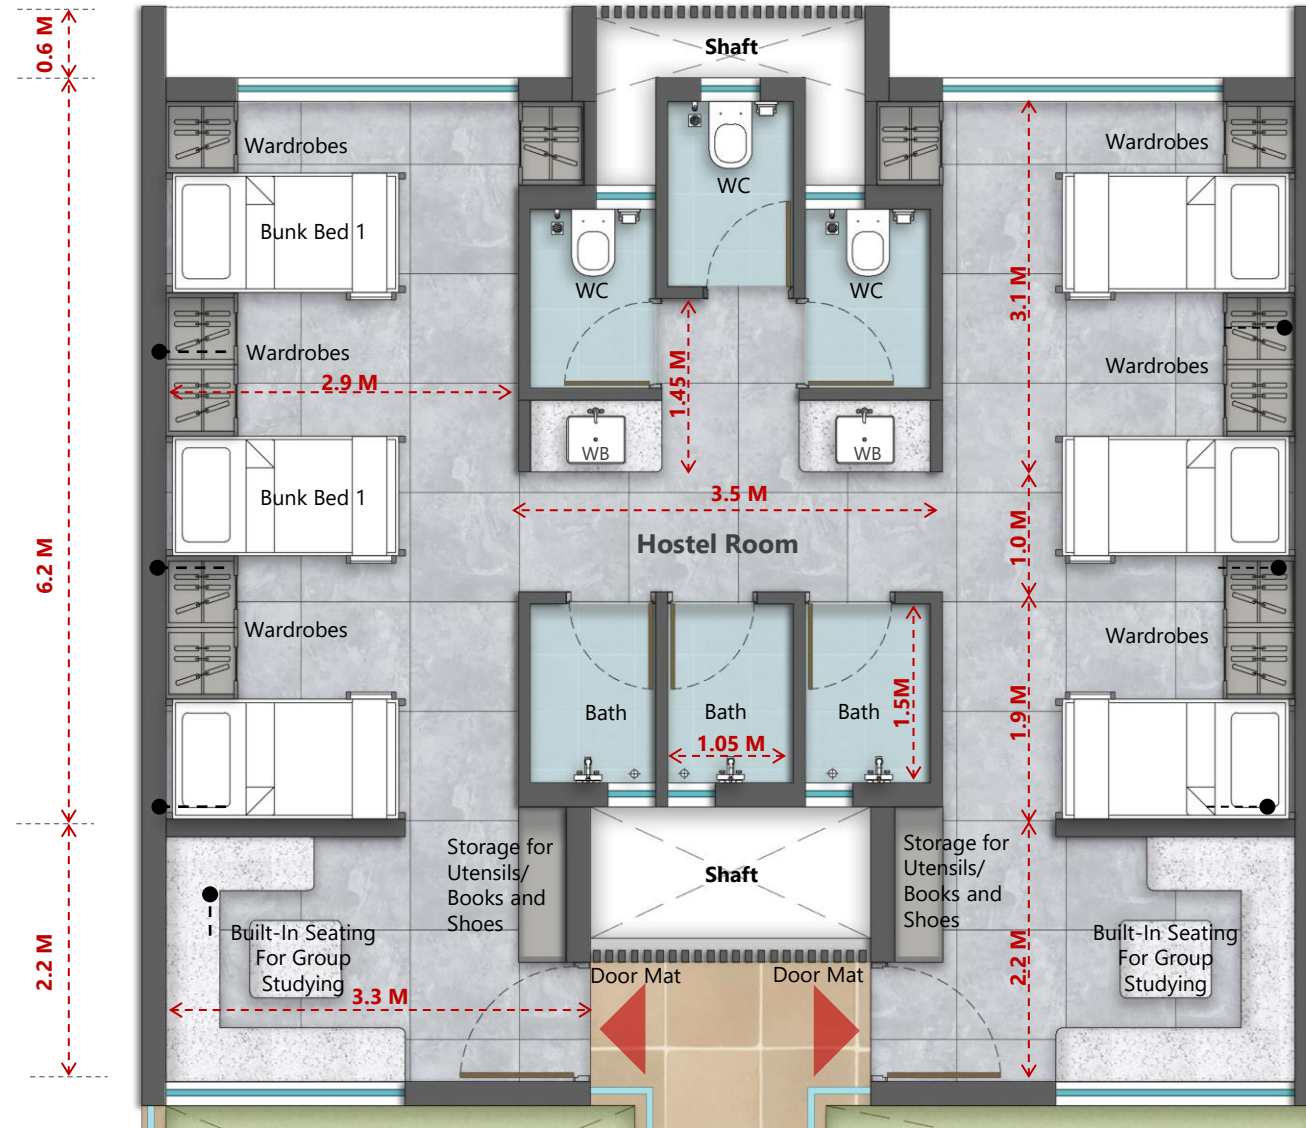 0.6 M
Shaft
Wardrobes
Wardrobes
WC
Bunk Bed 1
WC
WC
3.1 M
Wardrobes
Wardrobes
2.9 M
1.45 M
WB
WB
Bunk Bed 1
3.5 M
Hostel Room
1.0 M
6.2 M
Wardrobes
Wardrobes
Bath
Bath
Bath
1.5M
1.9 M
1.05 M
Storage for
Utensils/
Books and
Shoes
Shaft
Storage for
Utensils/
Books and
Shoes
Built-In Seating
For Group
Studying
Built-In Seating
For Group
Studying
2.2 M
Door Mat
Door Mat
2.2 M
3.3 M